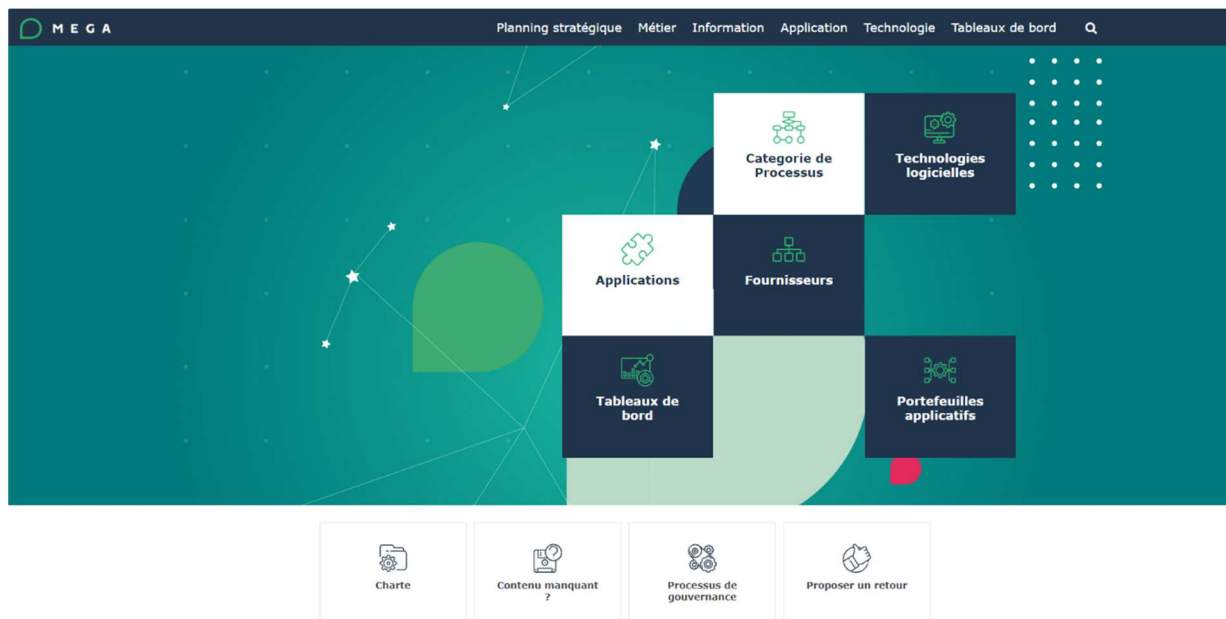 MEGA
Planning stratégique Métier Information Application Technologie Tableaux de bord
Categorie de
Processus
Technologies
logicielles
Applications
Fournisseurs
Tableaux de
bord
Portefeuilles
applicatifs
Charte
Contenu manquant
?
Processus de
gouvernance
Proposer un retour